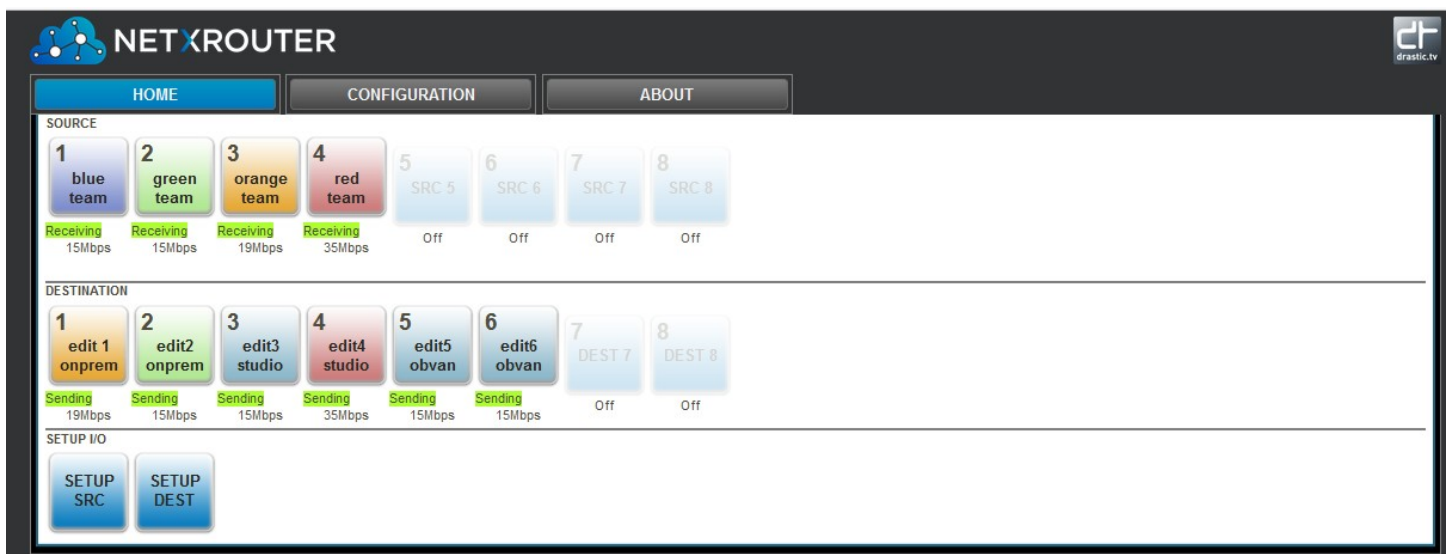 NETXROUTER
drastic.tv
HOME CONFIGURATION ABOUT
SOURCE
1 2 3 4 5 6 7 8
blue team
green team
orange team
red team
SRC 5
SRC 6
SRC 7
SRC 8
Receiving Receiving Receiving Receiving Off Off Off Off
15Mbps 15Mbps 19Mbps 35Mbps
DESTINATION
1 2 3 4 5 6 7 8
edit 1 onprem
edit2 onprem
edit3 studio
edit4 studio
edit5 obvan
edit6 obvan
DEST 7
DEST 8
Sending Sending Sending Sending Sending Sending Off Off
19Mbps 15Mbps 15Mbps 35Mbps 15Mbps 15Mbps
SETUP I/O
SETUP SRC
SETUP DEST